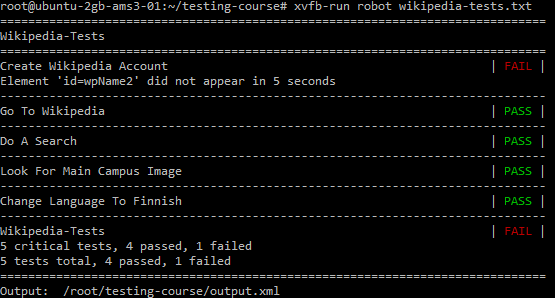 root@ubuntu-2gb-ams3-01:~/testing-course# xvfb-run robot wikipedia-tests.txt
==============================================================================
Wikipedia-Tests
==============================================================================
Create Wikipedia Account                                              | FAIL |
Element 'id=wpName2' did not appear in 5 seconds
------------------------------------------------------------------------------
Go To Wikipedia                                                       | PASS |
------------------------------------------------------------------------------
Do A Search                                                           | PASS |
------------------------------------------------------------------------------
Look For Main Campus Image                                            | PASS |
------------------------------------------------------------------------------
Change Language To Finnish                                            | PASS |
------------------------------------------------------------------------------
Wikipedia-Tests                                                       | FAIL |
5 critical tests, 4 passed, 1 failed
5 tests total, 4 passed, 1 failed
==============================================================================
Output:  /root/testing-course/output.xml